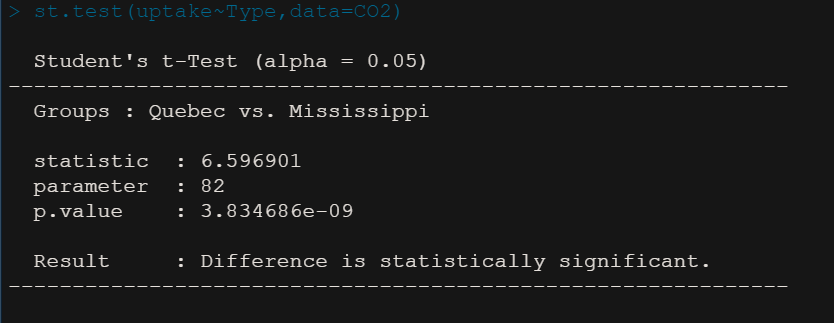 > st.test(uptake~Type,data=CO2)
Student's t-Test (alpha = 0.05)
--------------------------------------------------------------
Groups : Quebec vs. Mississippi
statistic  : 6.596901
parameter  : 82
p.value    : 3.834686e-09
Result     : Difference is statistically significant.
--------------------------------------------------------------